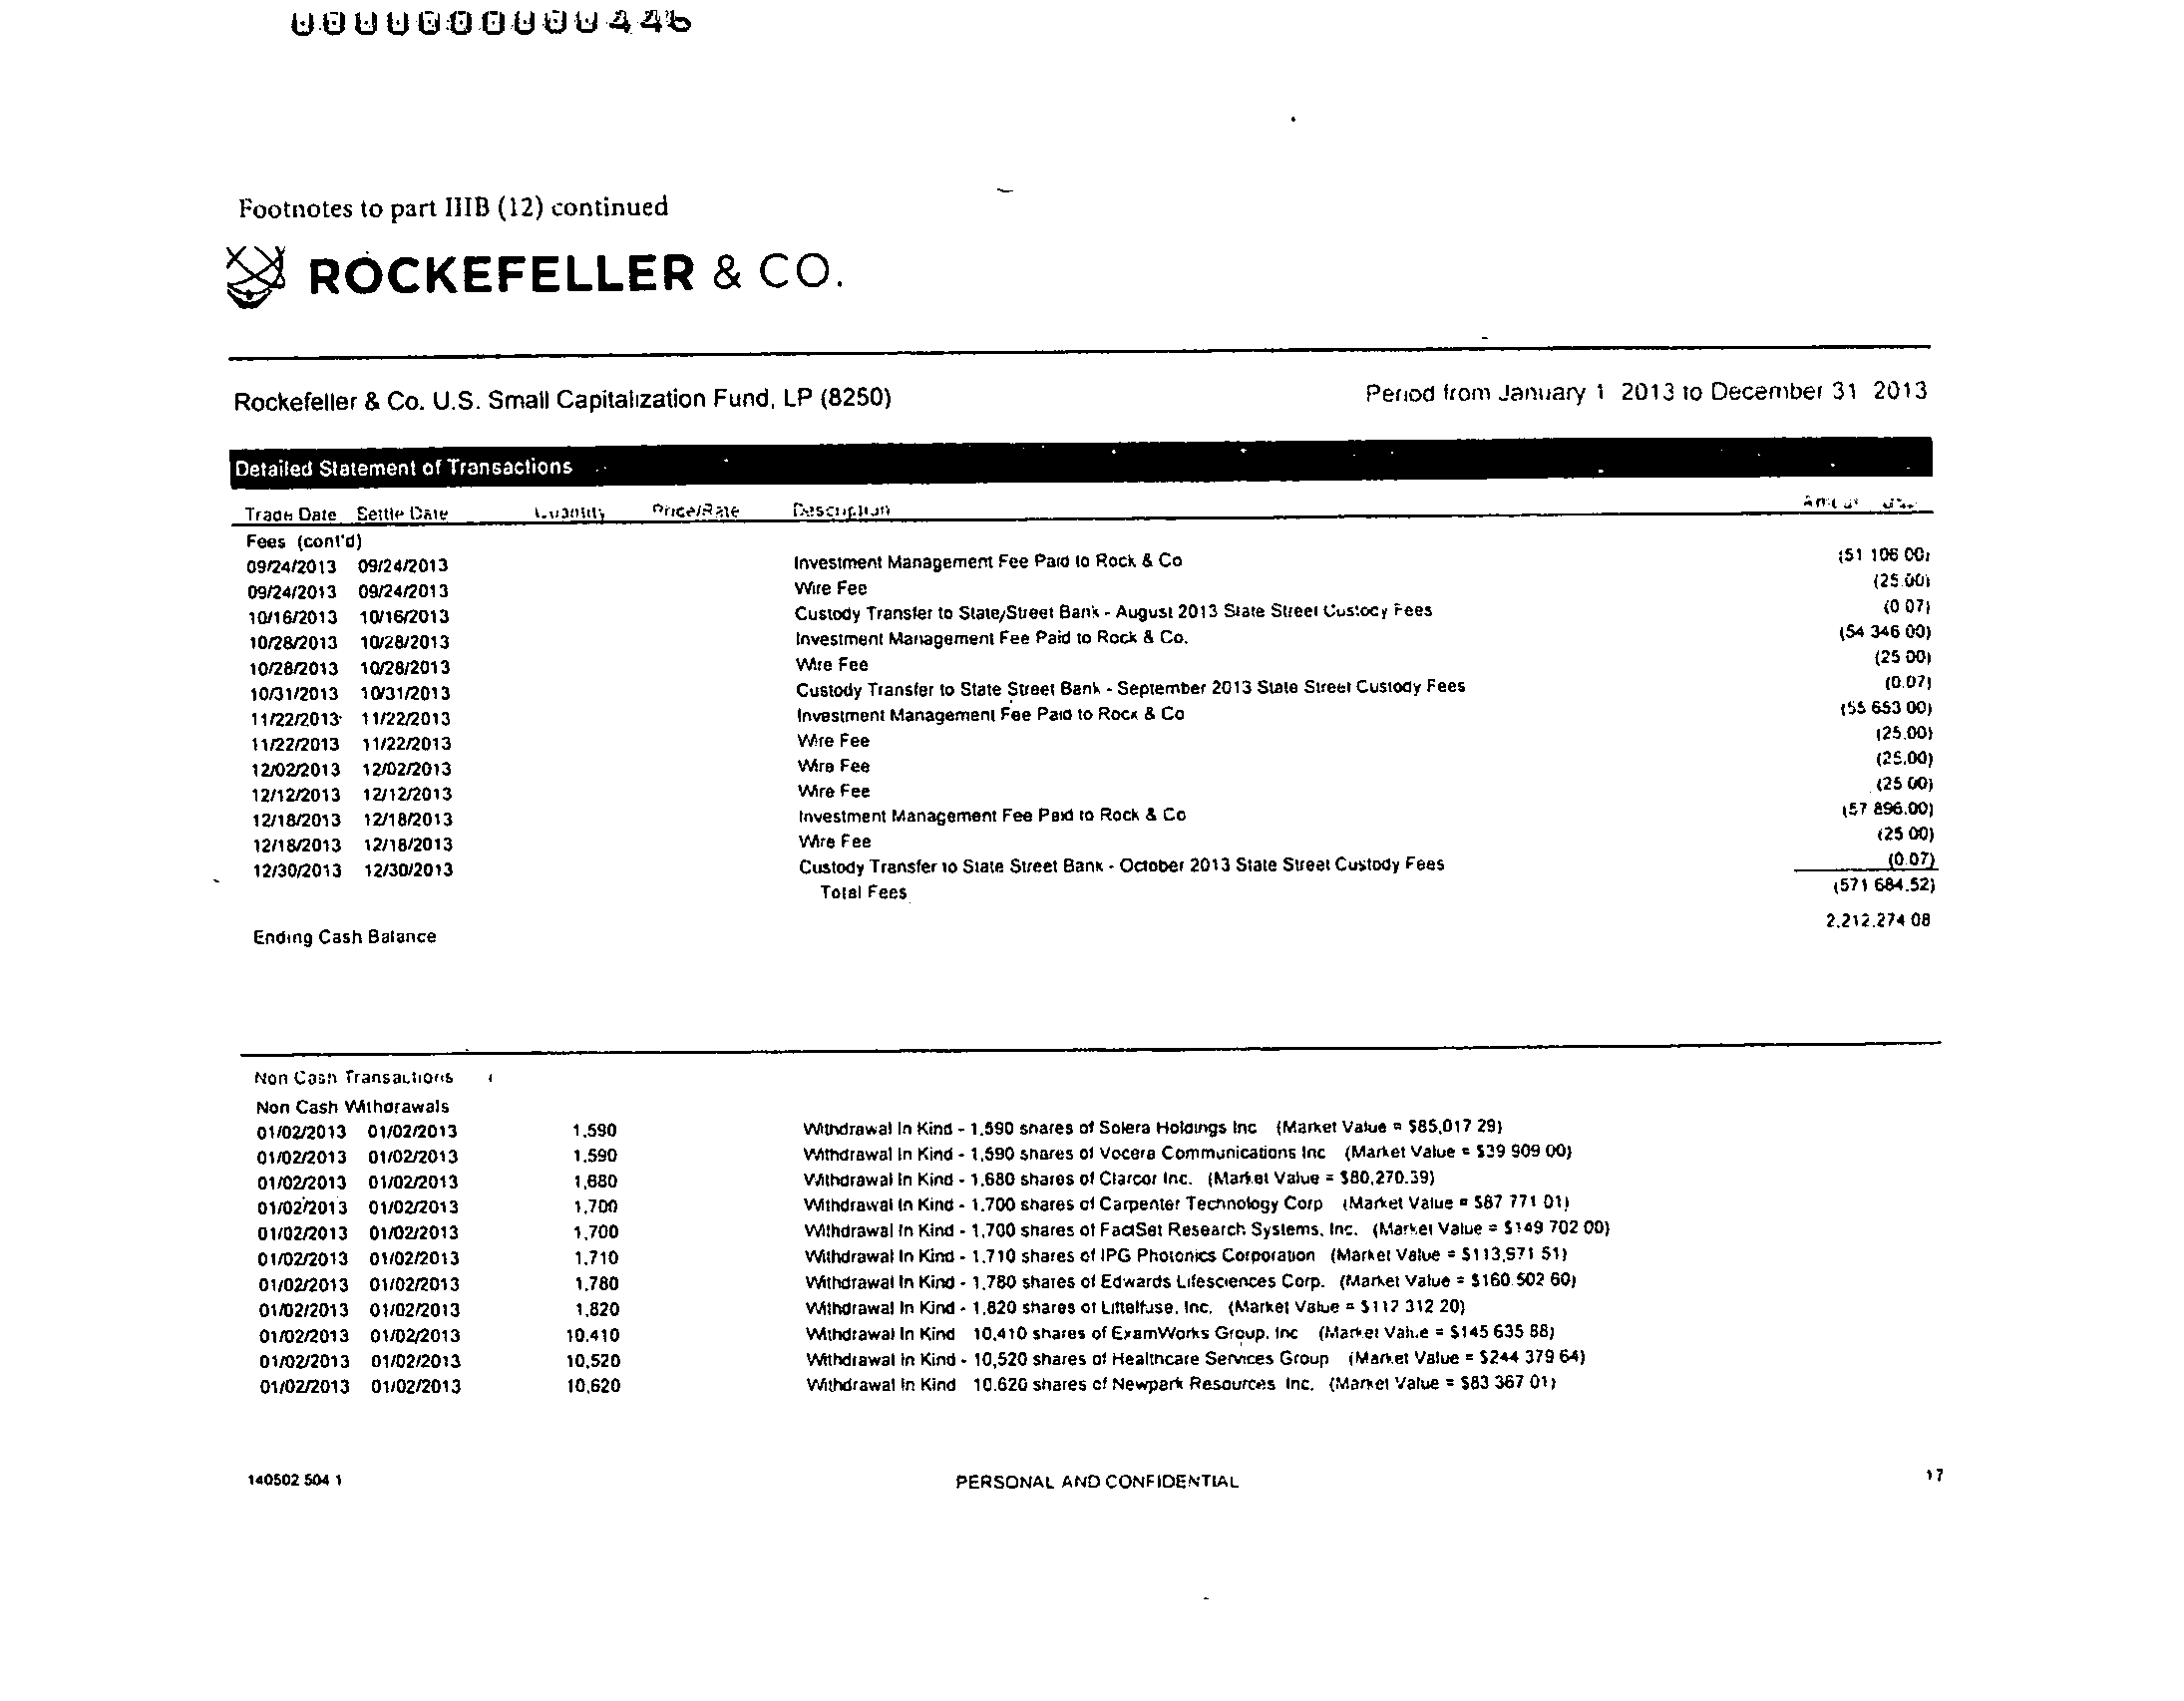 0000000000446
Footnotes to part IIIB (12) continued
ROCKEFELLER & CO.
Rockefeller & Co. U.S. Small Capitalization Fund, LP (8250) Period from January 1 2013 to December 31 2013
Detailed Statement of Transactions
Trade Date Settle Date Quantity Price/Rate Description
Fees (cont'd)
09/24/2013 09/24/2013 Investment Management Fee Paid to Rock & Co (51 106 00)
09/24/2013 09/24/2013 Wire Fee (25.00)
10/16/2013 10/16/2013 Custody Transfer to State/Street Bank - August 2013 State Street Custocy Fees (0 07)
10/28/2013 10/28/2013 Investment Management Fee Paid to Rock & Co. (54 346 00)
10/28/2013 10/28/2013 Wire Fee (25 00)
10/31/2013 10/31/2013 Custody Transfer to State Street Bank - September 2013 State Street Custody Fees (0.07)
11/22/2013 11/22/2013 Investment Management Fee Paid to Rock & Co (55 653 00)
11/22/2013 11/22/2013 Wire Fee (25.00)
12/02/2013 12/02/2013 Wire Fee (25.00)
12/12/2013 12/12/2013 Wire Fee (25 00)
12/18/2013 12/18/2013 Investment Management Fee Paid to Rock & Co (57 896.00)
12/18/2013 12/18/2013 Wire Fee (25 00)
12/30/2013 12/30/2013 Custody Transfer to State Street Bank - October 2013 State Street Custody Fees (0.07)
Total Fees (571 684.52)
Ending Cash Balance 2,212,274 08
Non Cash Transactions
Non Cash Withdrawals
01/02/2013 01/02/2013 1,590 Withdrawal In Kind - 1,590 shares of Solera Holdings Inc (Market Value = $85,017 29)
01/02/2013 01/02/2013 1,590 Withdrawal In Kind - 1,590 shares of Vocera Communications Inc (Market Value = $39 909 00)
01/02/2013 01/02/2013 1,680 Withdrawal In Kind - 1,680 shares of Clarcor Inc. (Market Value = $80,270.39)
01/02/2013 01/02/2013 1,700 Withdrawal In Kind - 1,700 shares of Carpenter Technology Corp (Market Value = $87 771 01)
01/02/2013 01/02/2013 1,700 Withdrawal In Kind - 1,700 shares of FactSet Research Systems, Inc. (Market Value = $149 702 00)
01/02/2013 01/02/2013 1,710 Withdrawal In Kind - 1,710 shares of IPG Photonics Corporation (Market Value = $113,971 51)
01/02/2013 01/02/2013 1,780 Withdrawal In Kind - 1,780 shares of Edwards Lifesciences Corp. (Market Value = $160 502 60)
01/02/2013 01/02/2013 1,820 Withdrawal In Kind - 1,820 shares of Littelfuse, Inc. (Market Value = $117 312 20)
01/02/2013 01/02/2013 10,410 Withdrawal In Kind 10,410 shares of ExamWorks Group, Inc (Market Value = $145 635 88)
01/02/2013 01/02/2013 10,520 Withdrawal In Kind - 10,520 shares of Healthcare Services Group (Market Value = $244 379 64)
01/02/2013 01/02/2013 10,620 Withdrawal In Kind 10,620 shares of Newpark Resources Inc. (Market Value = $83 367 01)
140502 504 1 PERSONAL AND CONFIDENTIAL 17